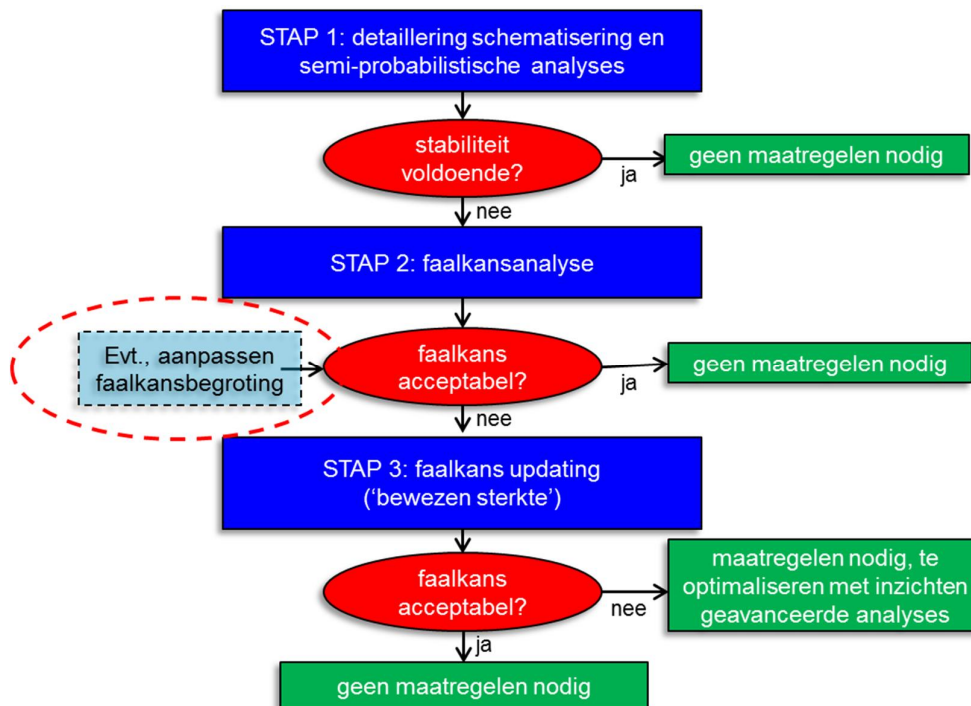 STAP 1: detaillering schematisering en
semi-probabilistische analyses
stabiliteit
voldoende?
ja
geen maatregelen nodig
nee
STAP 2: faalkansanalyse
Evt., aanpassen
faalkansbegroting
faalkans
acceptabel?
ja
geen maatregelen nodig
nee
STAP 3: faalkans updating
(‘bewezen sterkte’)
faalkans
acceptabel?
nee
maatregelen nodig, te
optimaliseren met inzichten
geavanceerde analyses
ja
geen maatregelen nodig